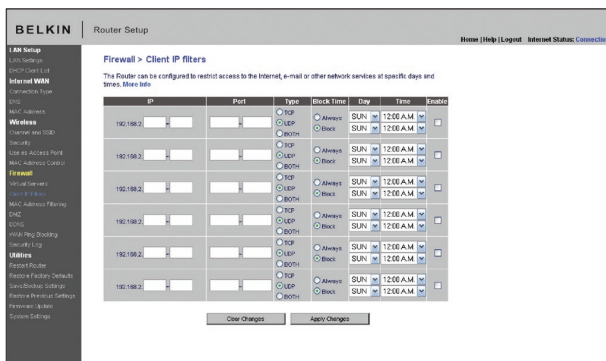 BELKIN | Router Setup
Home | Help | Logout Internet Status: Connection
LAN Setup
LAN Settings
DHCP Client List
Internet WAN
Connection Type
DNS
MAC Address
Wireless
Channel and SSID
Security
Use as Access Point
MAC Address Control
Firewall
Virtual Servers
Client IP Filters
MAC Address Filtering
DMZ
DDNS
WAN Ping Blocking
Security Log
Utilities
Restart Router
Restore Factory Defaults
Save/Backup Settings
Restore Previous Settings
Firmware Update
System Settings
Firewall > Client IP filters
The Router can be configured to restrict access to the Internet, e-mail or other network services at specific days and
times. More Info
IP Port Type Block Time Day Time Enable
192.168.2. - - TCP UDP BOTH Always Block SUN 12:00 A.M. SUN 12:00 A.M.
192.168.2. - - TCP UDP BOTH Always Block SUN 12:00 A.M. SUN 12:00 A.M.
192.168.2. - - TCP UDP BOTH Always Block SUN 12:00 A.M. SUN 12:00 A.M.
192.168.2. - - TCP UDP BOTH Always Block SUN 12:00 A.M. SUN 12:00 A.M.
192.168.2. - - TCP UDP BOTH Always Block SUN 12:00 A.M. SUN 12:00 A.M.
192.168.2. - - TCP UDP BOTH Always Block SUN 12:00 A.M. SUN 12:00 A.M.
Clear Changes Apply Changes